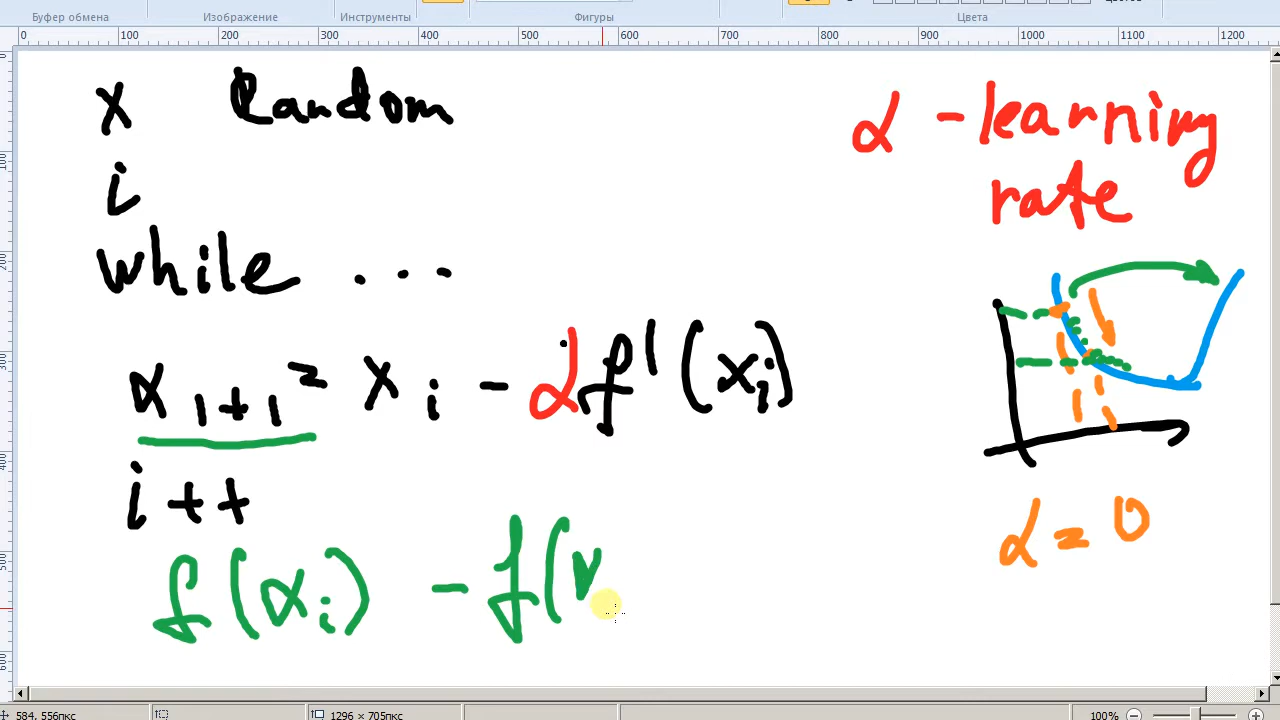 Буфер обмена Изображение Инструменты Фигуры Цвета
0 100 200 300 400 500 600 700 800 900 1000 1100 1200
x Random
i
while ...
x i+1 = x i - α f'(x i)
i++
f(x i) - f(x
α - learning
rate
α = 0
584, 556пкс 1296 × 705пкс 100%